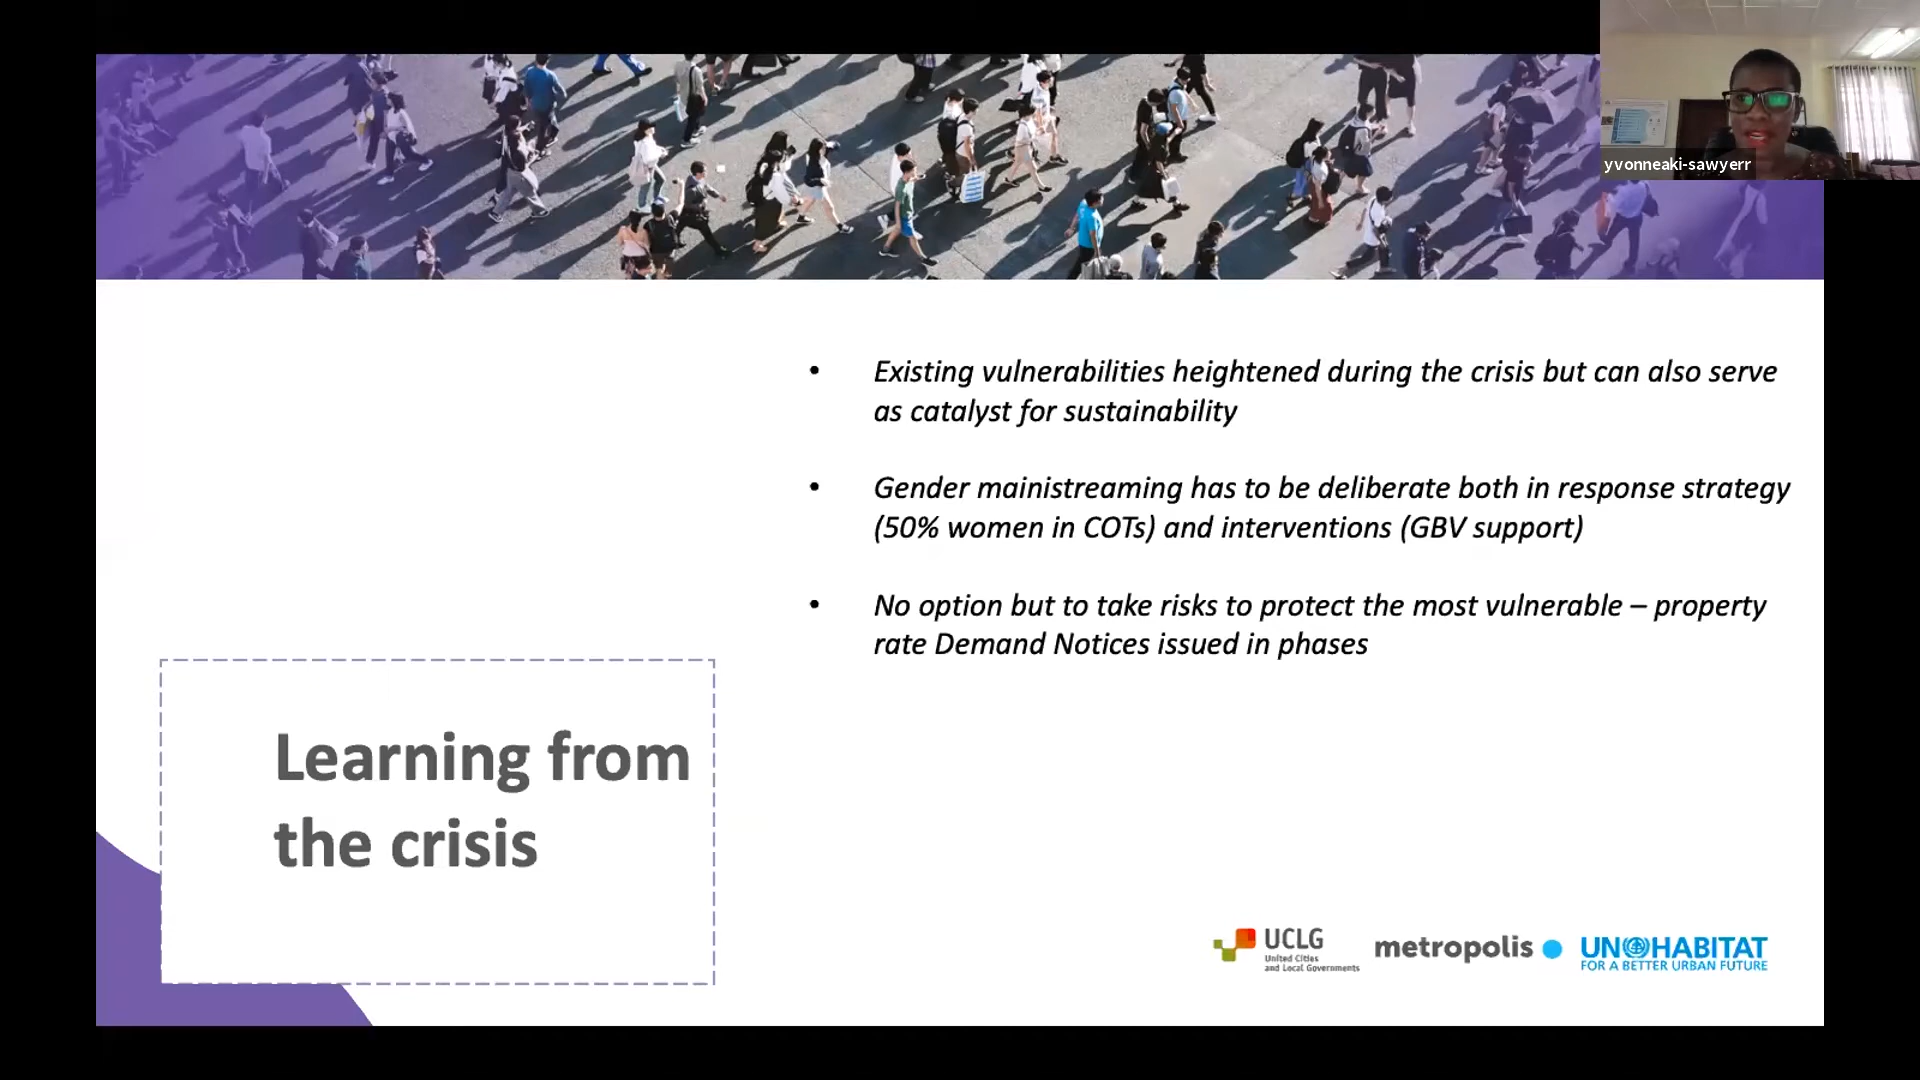 yvonneaki-sawyerr
• Existing vulnerabilities heightened during the crisis but can also serve
as catalyst for sustainability
• Gender mainistreaming has to be deliberate both in response strategy
(50% women in COTs) and interventions (GBV support)
• No option but to take risks to protect the most vulnerable – property
rate Demand Notices issued in phases
Learning from
the crisis
UCLG
United Cities
and Local Governments
metropolis
UN HABITAT
FOR A BETTER URBAN FUTURE